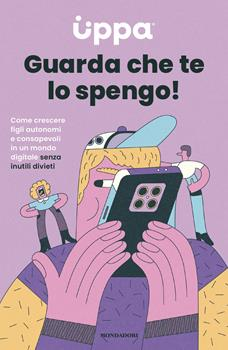 üppa
Guarda che te
lo spengo!
Come crescere
figli autonomi
e consapevoli
in un mondo
digitale senza
inutili divieti
MONDADORI